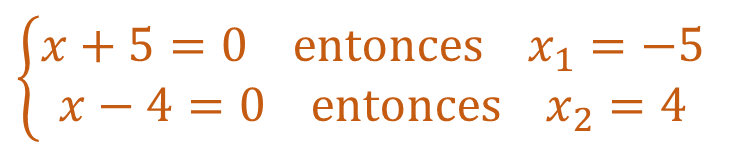 x + 5 = 0 entonces x₁ = −5
x − 4 = 0 entonces x₂ = 4